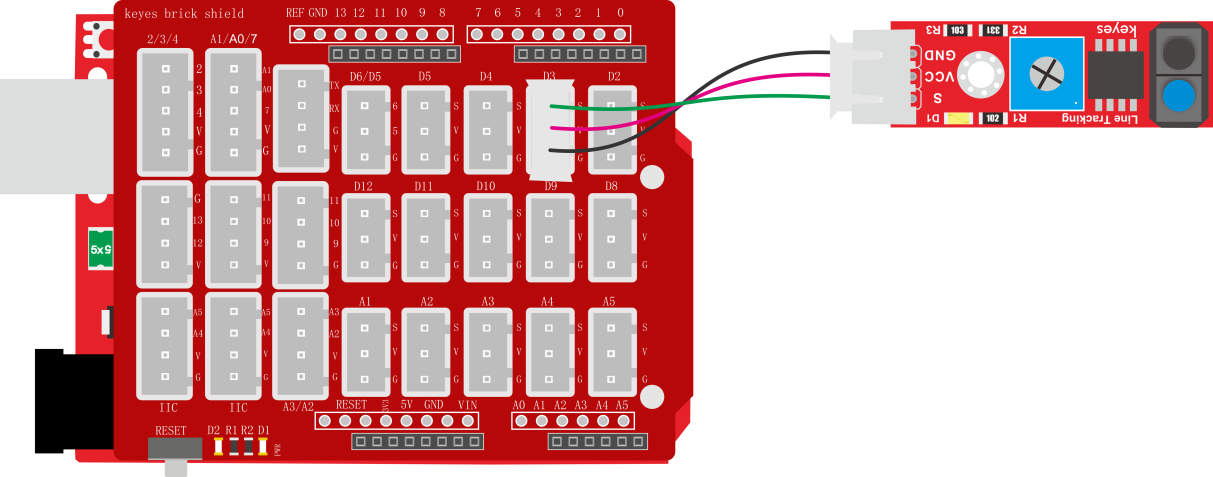 keyes brick shield
REF GND 13 12 11 10 9 8
7 6 5 4 3 2 1 0
2/3/4
A1/A0/7
2
3
4
V
G
A1
A0
7
V
G
TX
RX
G
V
D6/D5
D5
D4
D3
D2
6
5
G
S
V
G
S
V
G
S
V
G
S
V
G
G
13
12
V
11
10
9
G
11
10
9
G
D12
D11
D10
D9
D8
S
V
G
S
V
G
S
V
G
S
V
G
S
V
G
5x5
A5
A4
V
G
A5
A4
V
G
A3
A2
V
G
A1
A2
A3
A4
A5
S
V
G
S
V
G
S
V
G
S
V
G
S
V
G
IIC
IIC
A3/A2
RESET 3V3 5V GND VIN
A0 A1 A2 A3 A4 A5
RESET
D2 R1 R2 D1
PWR
R3 103 331 R2
keyes
GND
VCC
S
D1
102 R1
Line Tracking